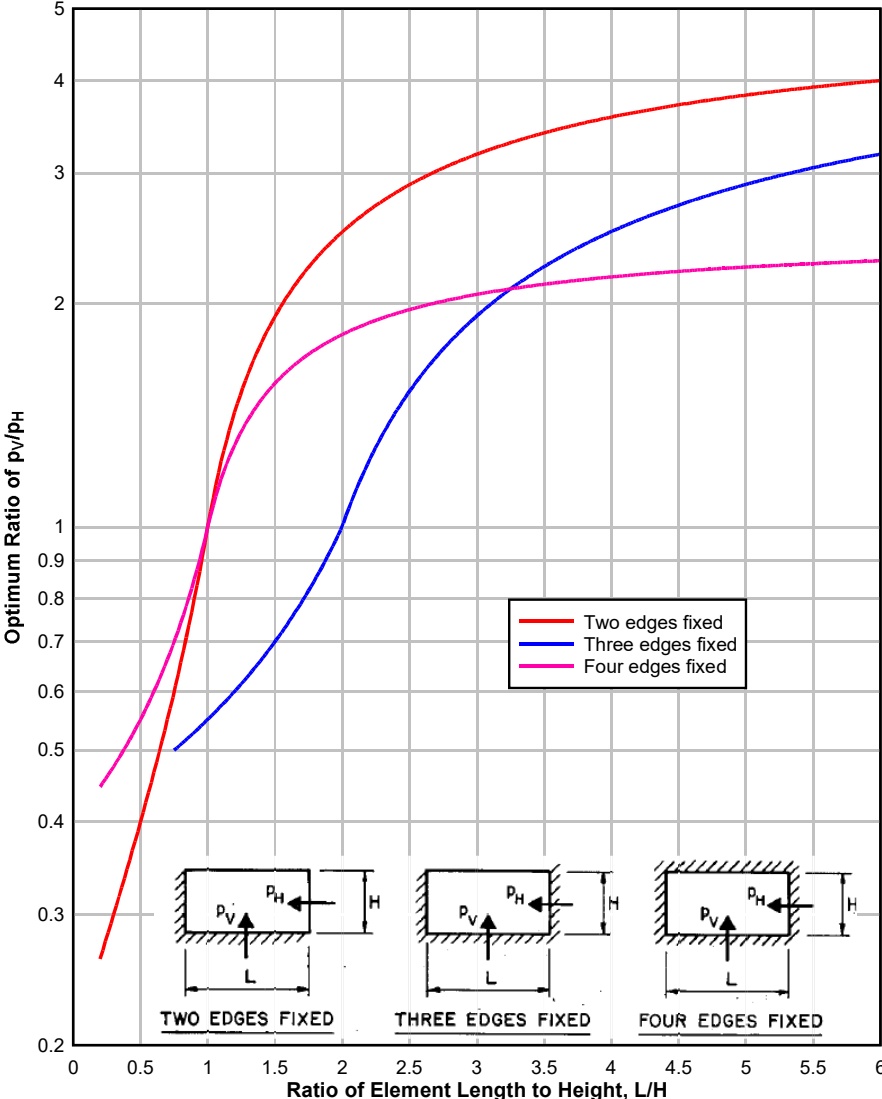 5
4
3
2
1
0.9
0.8
0.7
0.6
0.5
0.4
0.3
0.2
Optimum Ratio of pV/pH
Two edges fixed
Three edges fixed
Four edges fixed
pV pH H
L
TWO EDGES FIXED
pV pH H
L
THREE EDGES FIXED
pV pH H
L
FOUR EDGES FIXED
0 0.5 1 1.5 2 2.5 3 3.5 4 4.5 5 5.5 6
Ratio of Element Length to Height, L/H